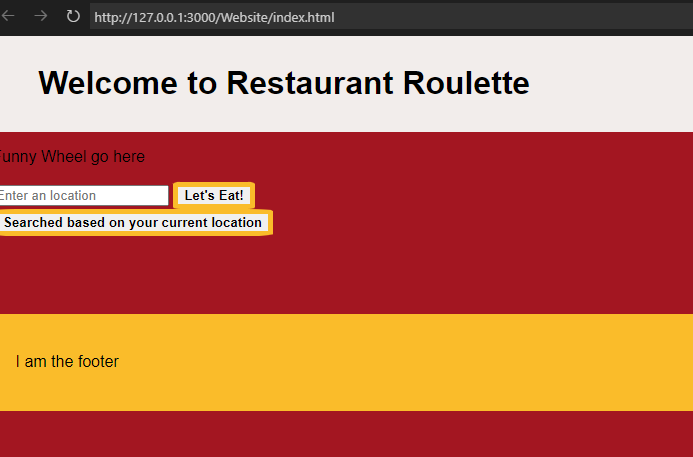 http://127.0.0.1:3000/Website/index.html
Welcome to Restaurant Roulette
Funny Wheel go here
Enter an location Let's Eat!
Searched based on your current location
I am the footer